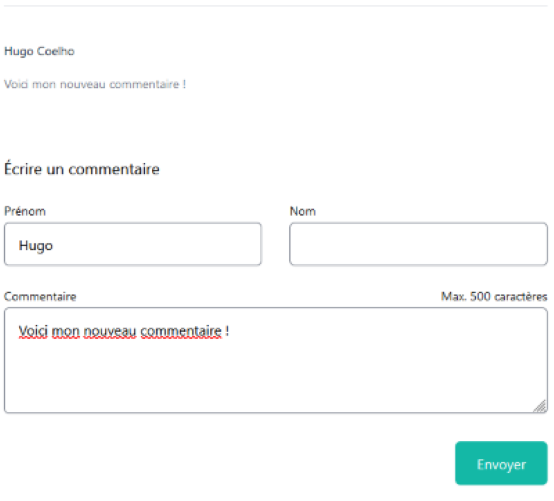 Hugo Coelho
Voici mon nouveau commentaire !
Écrire un commentaire
Prénom
Nom
Hugo
Commentaire
Max. 500 caractères
Voici mon nouveau commentaire !
Envoyer